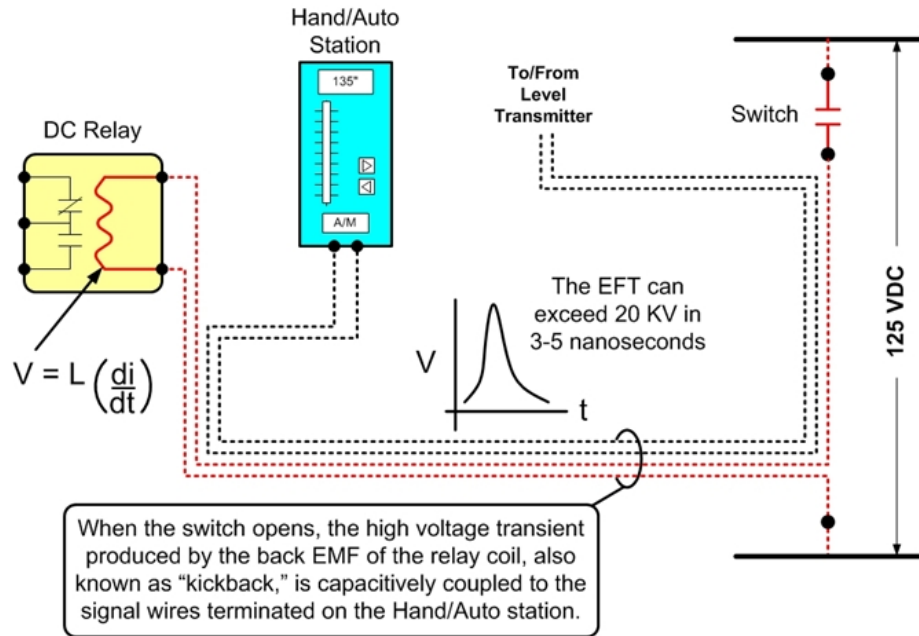 Hand/Auto
Station
135"
A/M
DC Relay
V = L (di/dt)
To/From
Level
Transmitter
Switch
125 VDC
The EFT can
exceed 20 KV in
3-5 nanoseconds
V
t
When the switch opens, the high voltage transient
produced by the back EMF of the relay coil, also
known as “kickback,” is capacitively coupled to the
signal wires terminated on the Hand/Auto station.